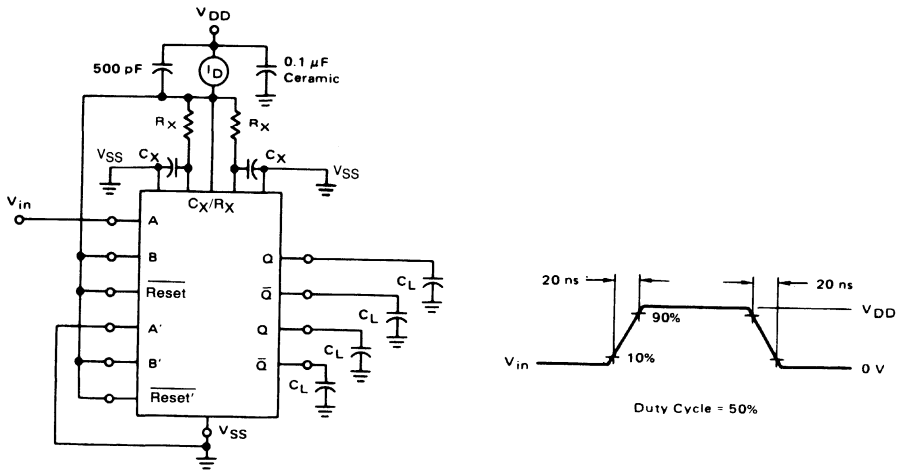 VDD
500 pF
ID
0.1 μF
Ceramic
RX
RX
VSS
CX
CX
VSS
CX/RX
Vin
A
B
Reset
A'
B'
Reset'
Q
Q̄
Q
Q̄
CL
CL
CL
CL
VSS
20 ns
20 ns
VDD
90%
10%
Vin
0 V
Duty Cycle = 50%